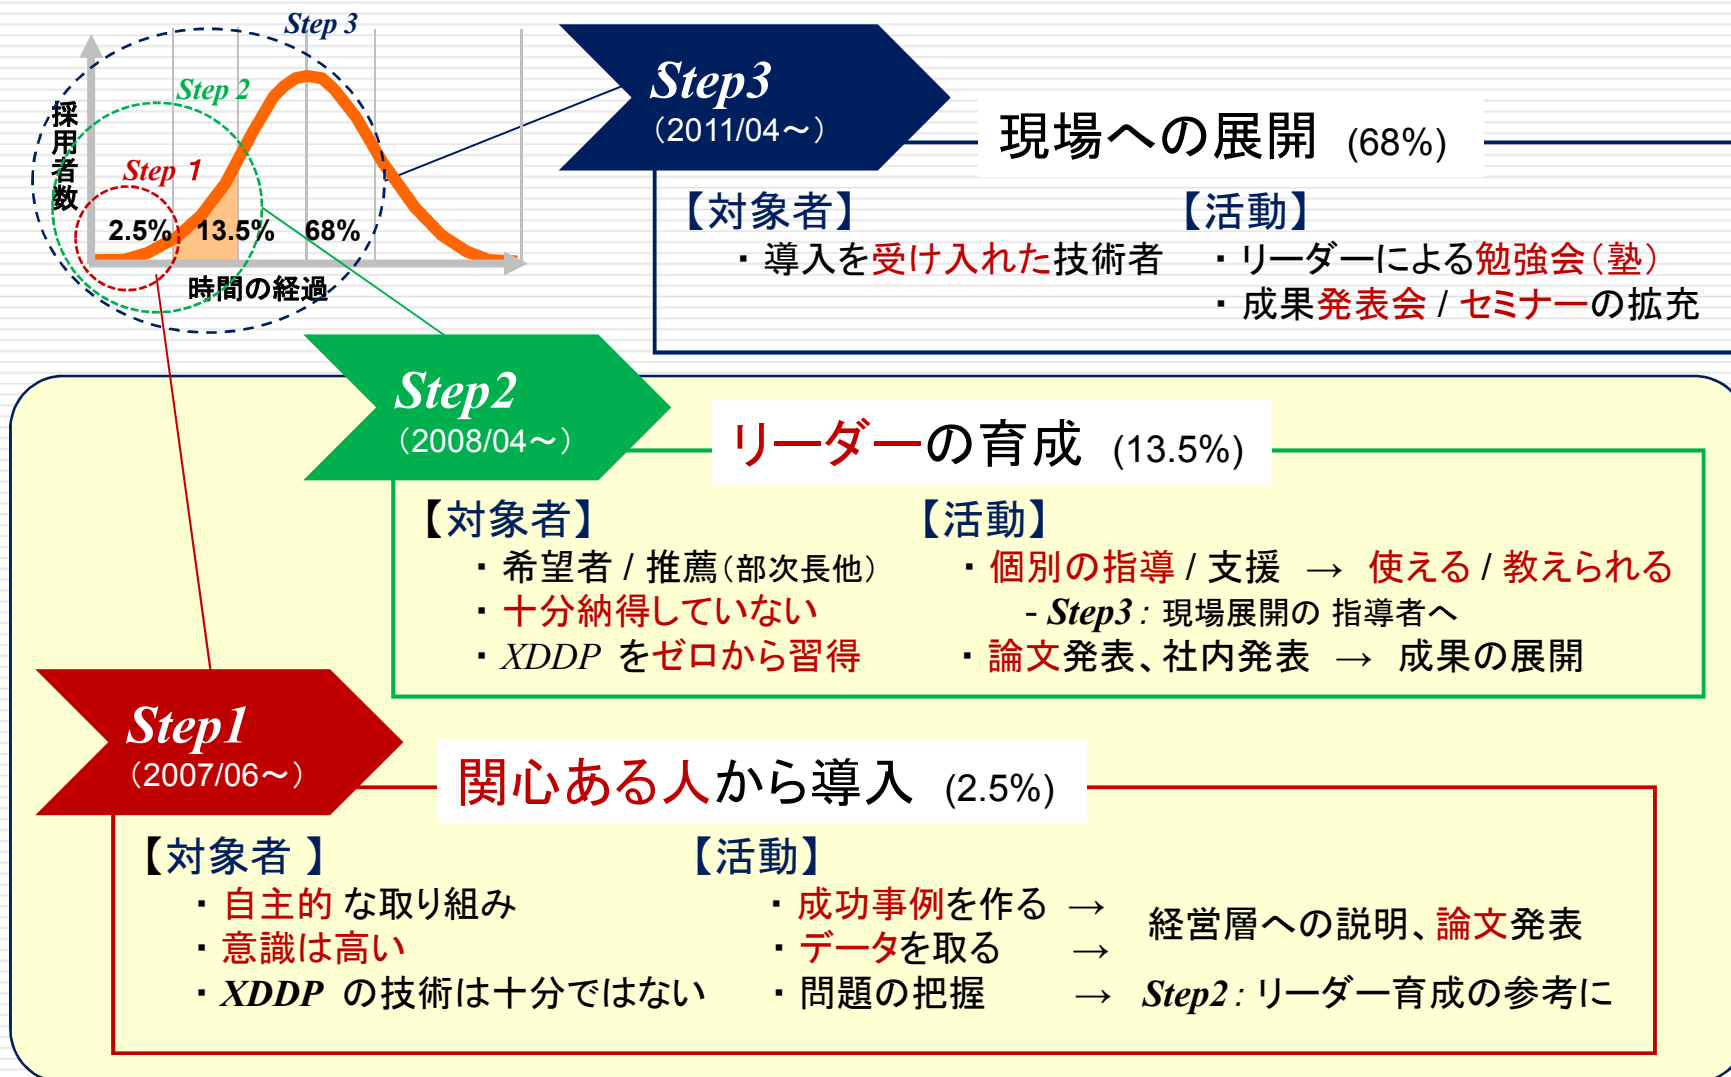 Step 3
Step 2
Step 1
採用者数
2.5%
13.5%
68%
時間の経過
Step3
（2011/04～）
現場への展開 (68%)
【対象者】
・導入を受け入れた技術者
【活動】
・リーダーによる勉強会（塾）
・成果発表会 / セミナーの拡充
Step2
（2008/04～）
リーダーの育成 (13.5%)
【対象者】
・希望者 / 推薦（部次長他）
・十分納得していない
・XDDP をゼロから習得
【活動】
・個別の指導 / 支援 → 使える / 教えられる
- Step3：現場展開の 指導者へ
・論文発表、社内発表 → 成果の展開
Step1
（2007/06～）
関心ある人から導入 (2.5%)
【対象者 】
・自主的 な取り組み
・意識は高い
・XDDP の技術は十分ではない
【活動】
・成功事例を作る →
・データを取る →
経営層への説明、論文発表
・問題の把握 → Step2：リーダー育成の参考に